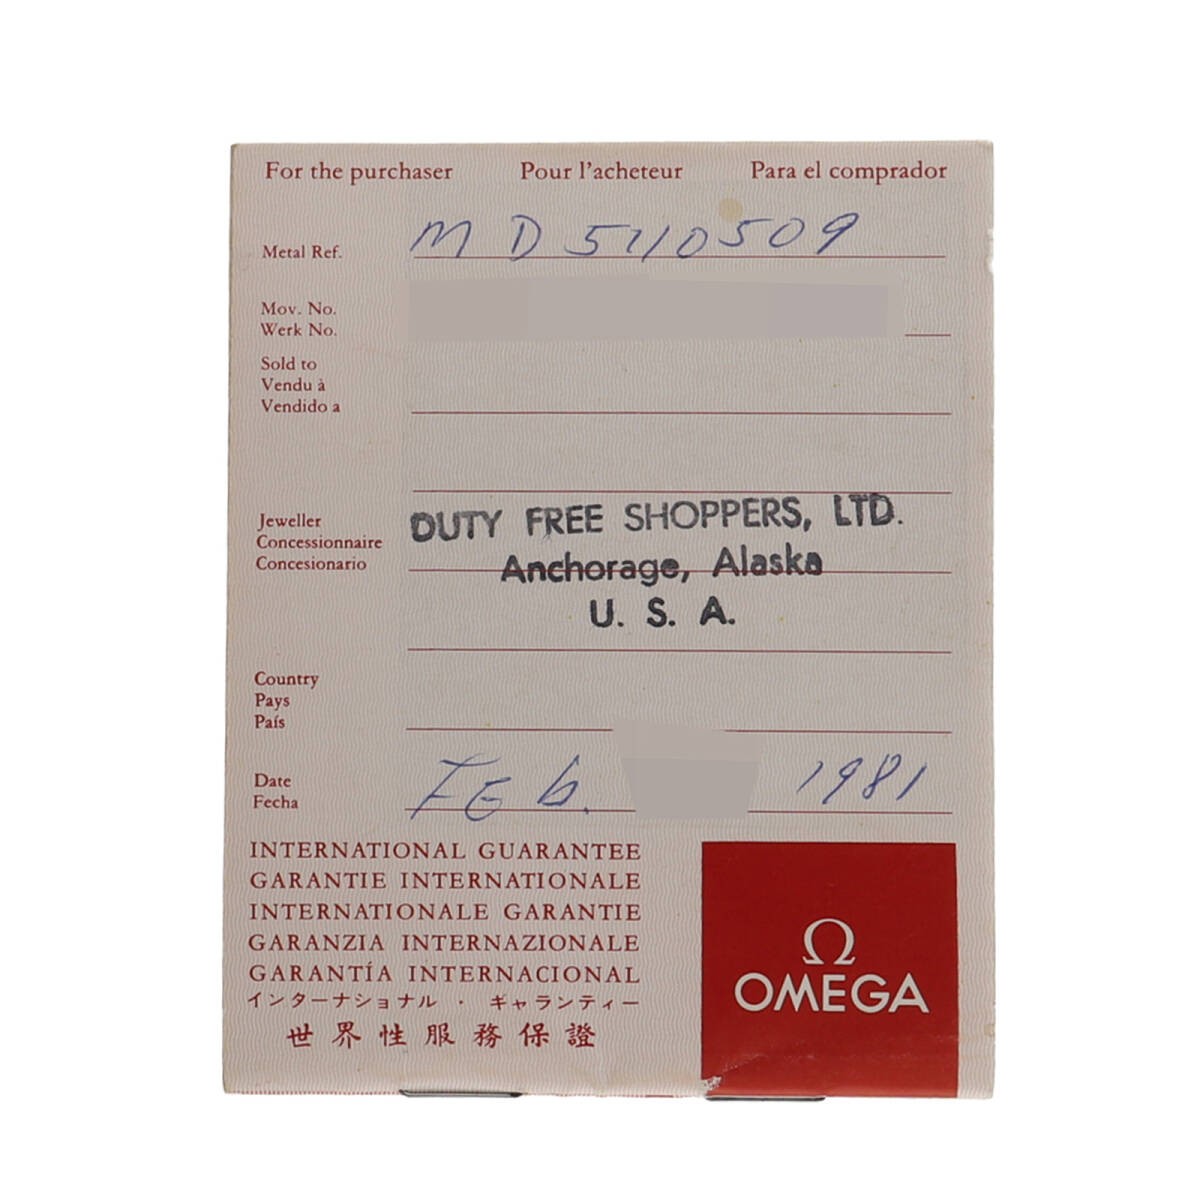 For the purchaser Pour l'acheteur Para el comprador
Metal Ref. MD 5110509
Mov. No.
Werk No.
Sold to
Vendu à
Vendido a
Jeweller DUTY FREE SHOPPERS, LTD.
Concessionnaire Anchorage, Alaska
Concesionario
U. S. A.
Country
Pays
País
Date Feb. 1981
Fecha
INTERNATIONAL GUARANTEE
GARANTIE INTERNATIONALE
INTERNATIONALE GARANTIE
GARANZIA INTERNAZIONALE
GARANTÍA INTERNACIONAL
インターナショナル・ギャランティー
世界性服務保證
Ω
OMEGA